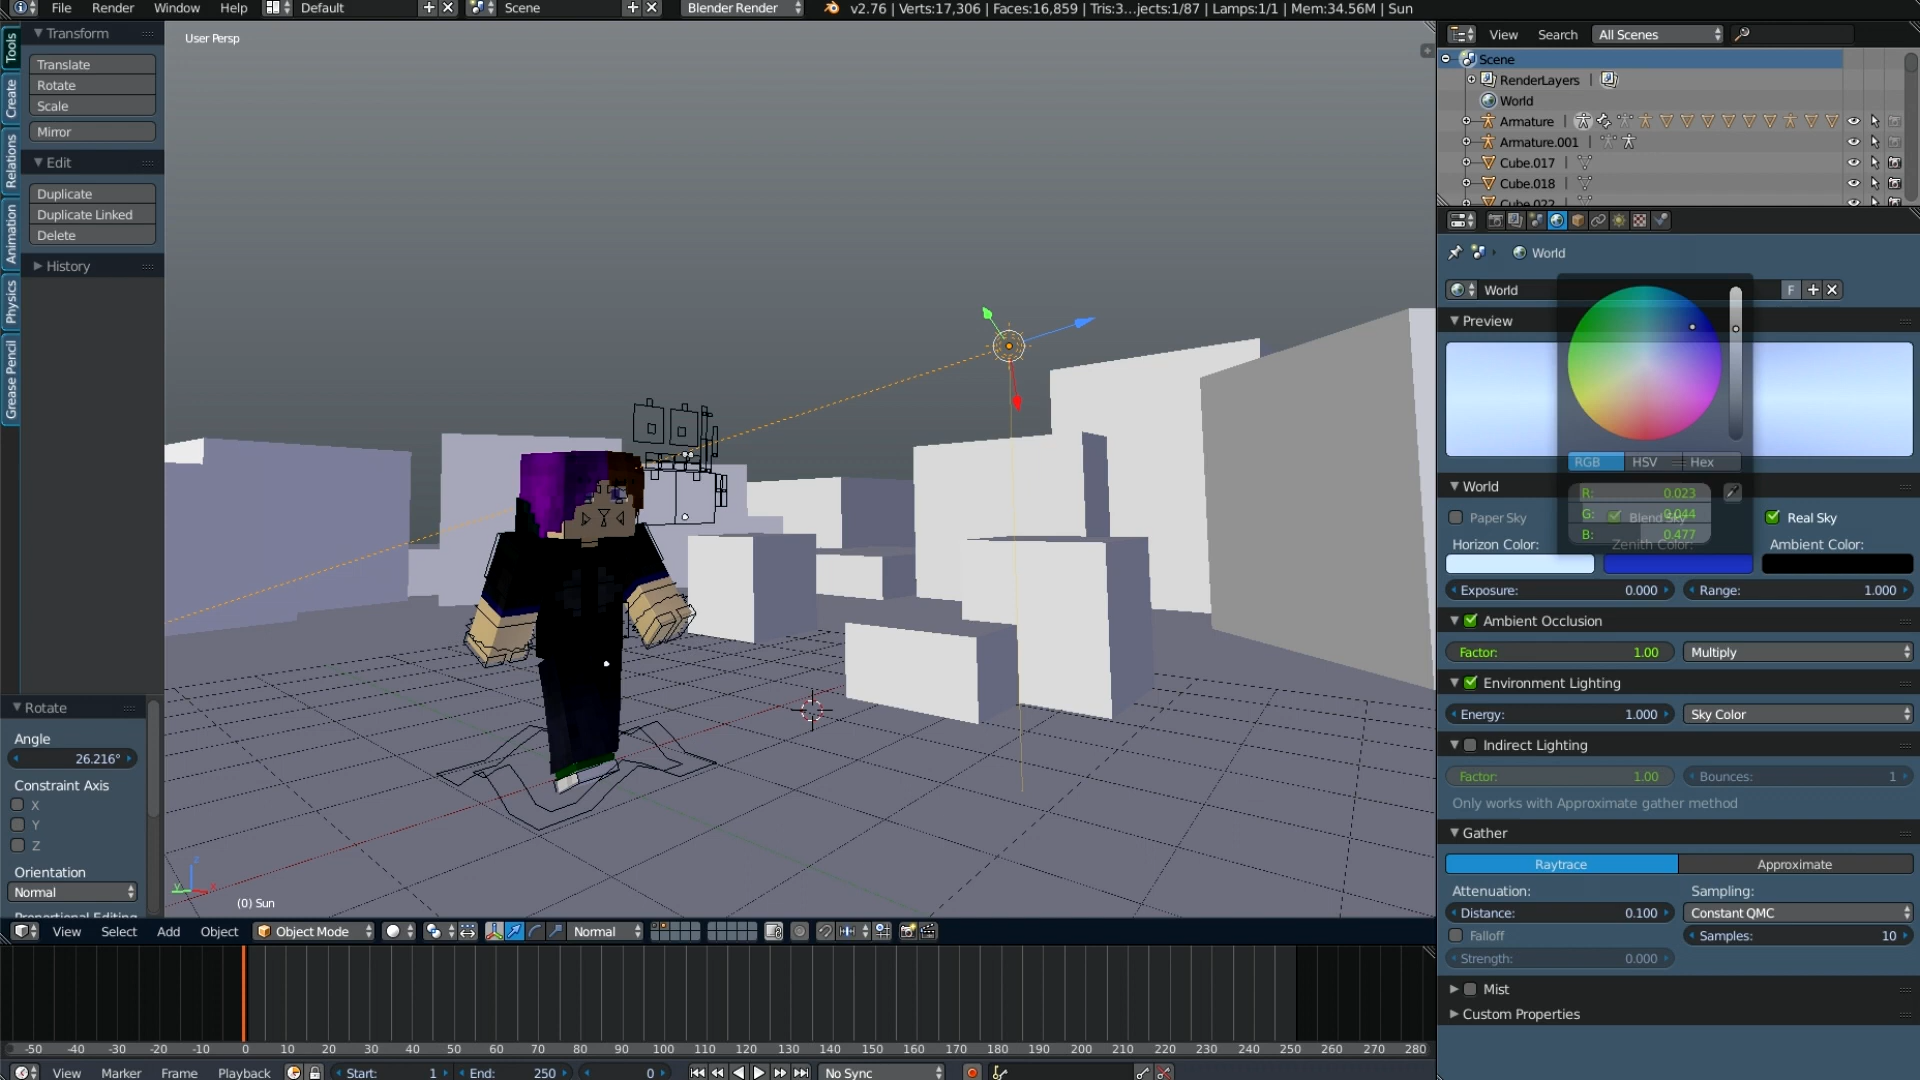 File Render Window Help Default Scene Blender Render v2.76 | Verts:17,306 | Faces:16,859 | Tris:3...jects:1/87 | Lamps:1/1 | Mem:34.56M | Sun
Tools
Create
Relations
Animation
Physics
Grease Pencil
Transform
Translate
Rotate
Scale
Mirror
Edit
Duplicate
Duplicate Linked
Delete
History
Rotate
Angle
26.216°
Constraint Axis
X
Y
Z
Orientation
Normal
User Persp
(0) Sun
View Select Add Object Object Mode Normal
-50 -40 -30 -20 -10 0 10 20 30 40 50 60 70 80 90 100 110 120 130 140 150 160 170 180 190 200 210 220 230 240 250 260 270 280
View Marker Frame Playback Start: 1 End: 250 0 No Sync
View Search All Scenes
Scene
RenderLayers |
World
Armature |
Armature.001 |
Cube.017 |
Cube.018 |
Cube.022
World
World F
Preview
RGB HSV Hex
R: 0.023
G: 0.044
B: 0.477
World
Paper Sky Blend Sky Real Sky
Horizon Color: Zenith Color: Ambient Color:
Exposure: 0.000 Range: 1.000
Ambient Occlusion
Factor: 1.00 Multiply
Environment Lighting
Energy: 1.000 Sky Color
Indirect Lighting
Factor: 1.00 Bounces: 1
Only works with Approximate gather method
Gather
Raytrace Approximate
Attenuation: Sampling:
Distance: 0.100 Constant QMC
Falloff Samples: 10
Strength: 0.000
Mist
Custom Properties